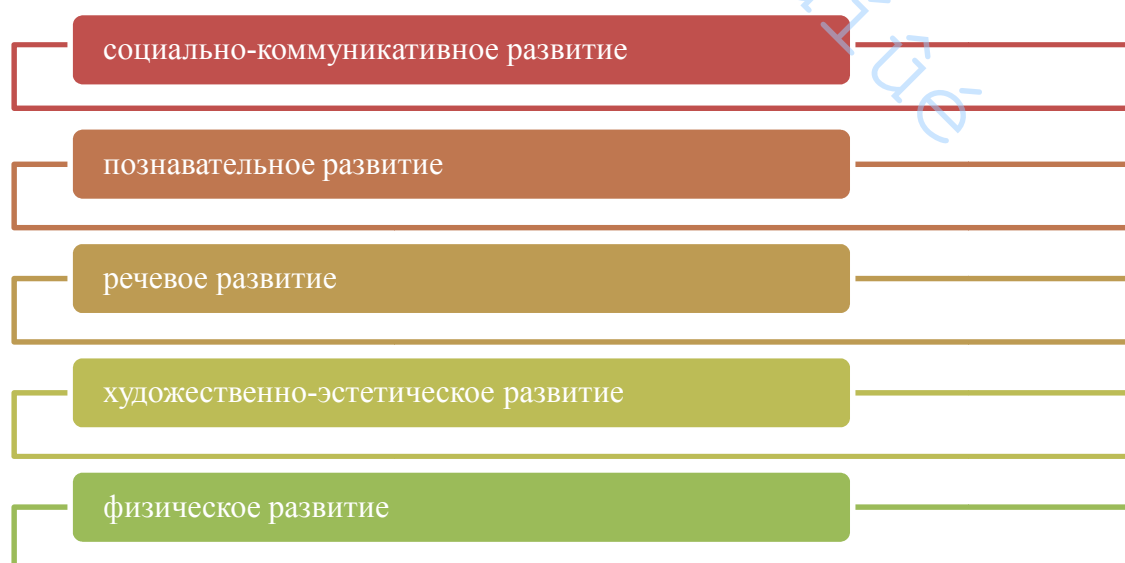 социально-коммуникативное развитие
познавательное развитие
речевое развитие
художественно-эстетическое развитие
физическое развитие